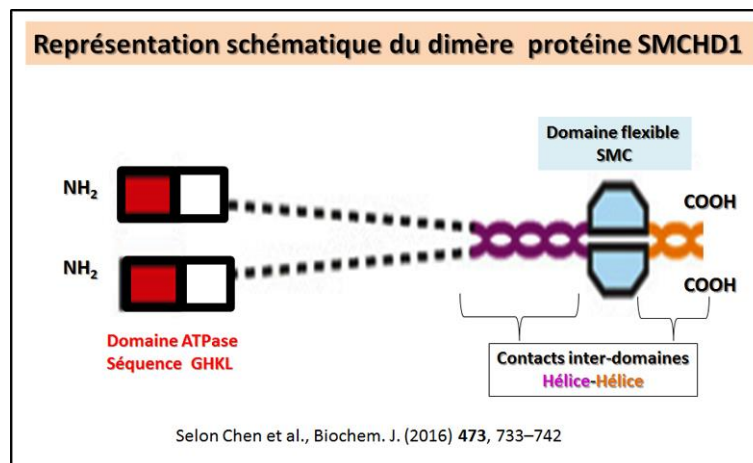 Représentation schématique du dimère protéine SMCHD1
Domaine flexible
SMC
NH2
COOH
NH2
COOH
Domaine ATPase
Séquence GHKL
Contacts inter-domaines
Hélice-Hélice
Selon Chen et al., Biochem. J. (2016) 473, 733–742